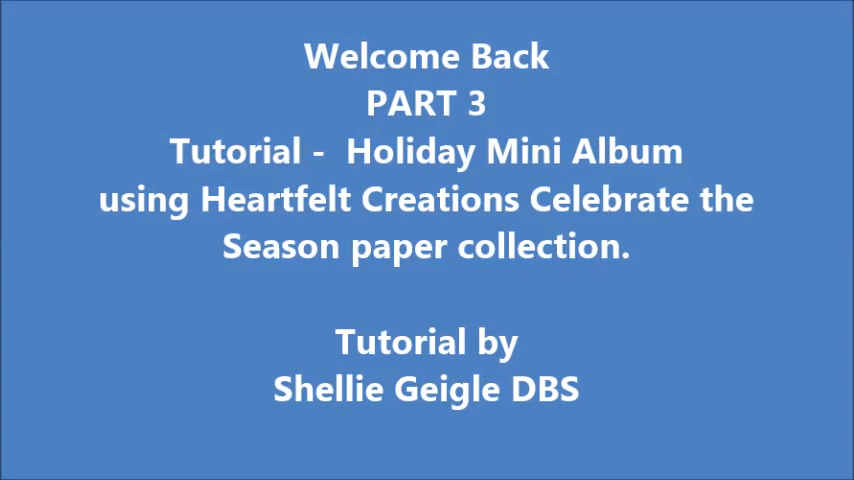 Welcome Back
PART 3
Tutorial -  Holiday Mini Album
using Heartfelt Creations Celebrate the
Season paper collection.
Tutorial by
Shellie Geigle DBS